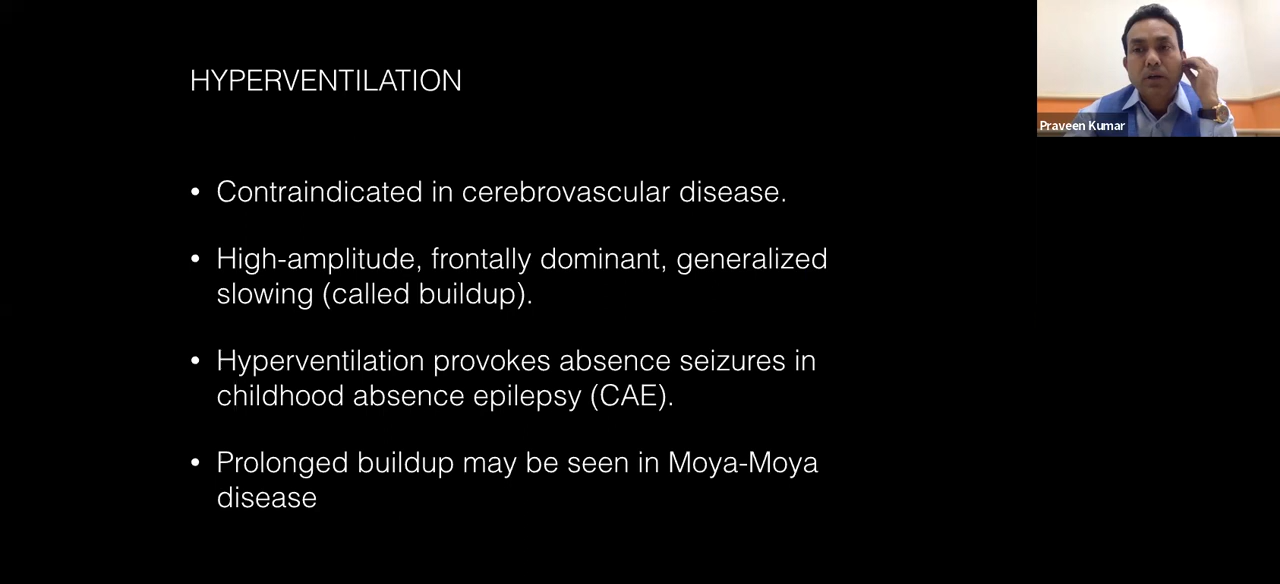 HYPERVENTILATION
Praveen Kumar
• Contraindicated in cerebrovascular disease.
• High-amplitude, frontally dominant, generalized
slowing (called buildup).
• Hyperventilation provokes absence seizures in
childhood absence epilepsy (CAE).
• Prolonged buildup may be seen in Moya-Moya
disease